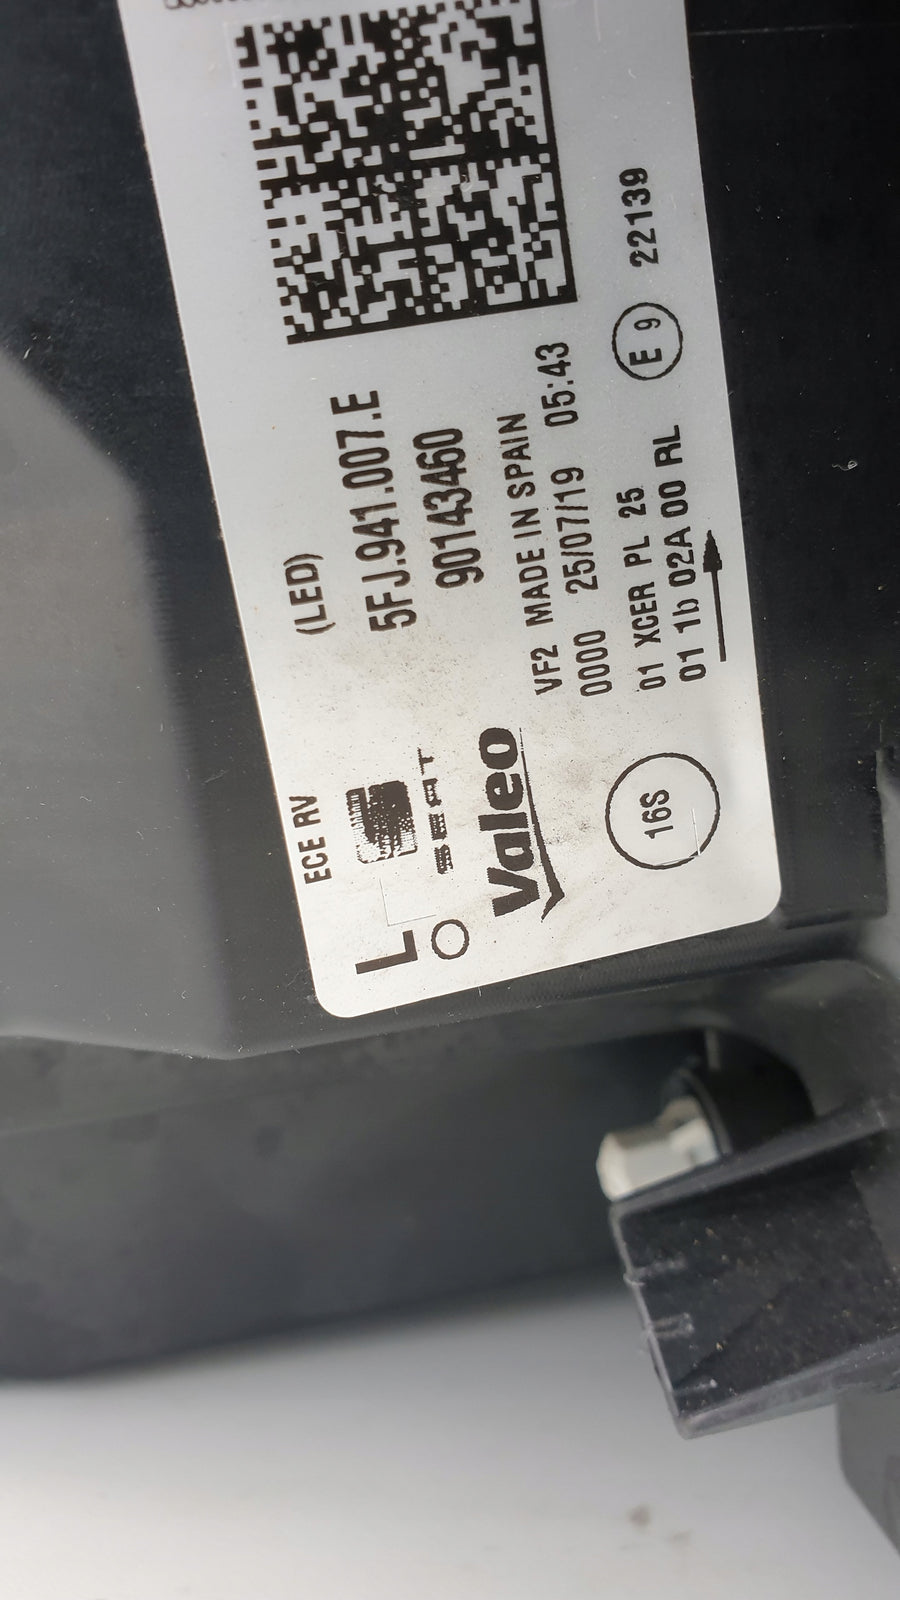 ECE RV (LED)
L
SEAT
5FJ.941.007.E
90143460
Valeo
VF2 MADE IN SPAIN
0000 25/07/19 05:43
16S
01 XCER PL 25
01 1b 02A 00 RL
E 9 22139